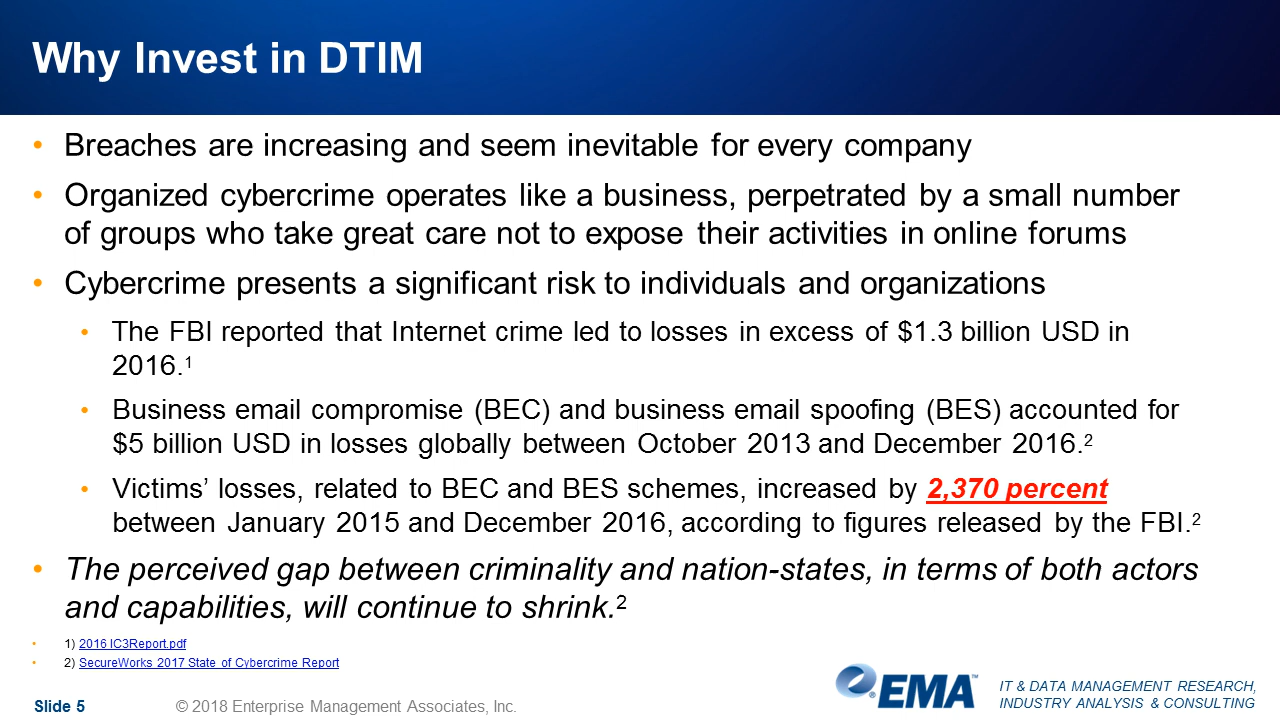 Why Invest in DTIM
• Breaches are increasing and seem inevitable for every company
• Organized cybercrime operates like a business, perpetrated by a small number
of groups who take great care not to expose their activities in online forums
• Cybercrime presents a significant risk to individuals and organizations
• The FBI reported that Internet crime led to losses in excess of $1.3 billion USD in
2016.¹
• Business email compromise (BEC) and business email spoofing (BES) accounted for
$5 billion USD in losses globally between October 2013 and December 2016.²
• Victims’ losses, related to BEC and BES schemes, increased by 2,370 percent
between January 2015 and December 2016, according to figures released by the FBI.²
• The perceived gap between criminality and nation-states, in terms of both actors
and capabilities, will continue to shrink.²
• 1) 2016 IC3Report.pdf
• 2) SecureWorks 2017 State of Cybercrime Report
Slide 5 © 2018 Enterprise Management Associates, Inc.
EMA™
IT & DATA MANAGEMENT RESEARCH,
INDUSTRY ANALYSIS & CONSULTING